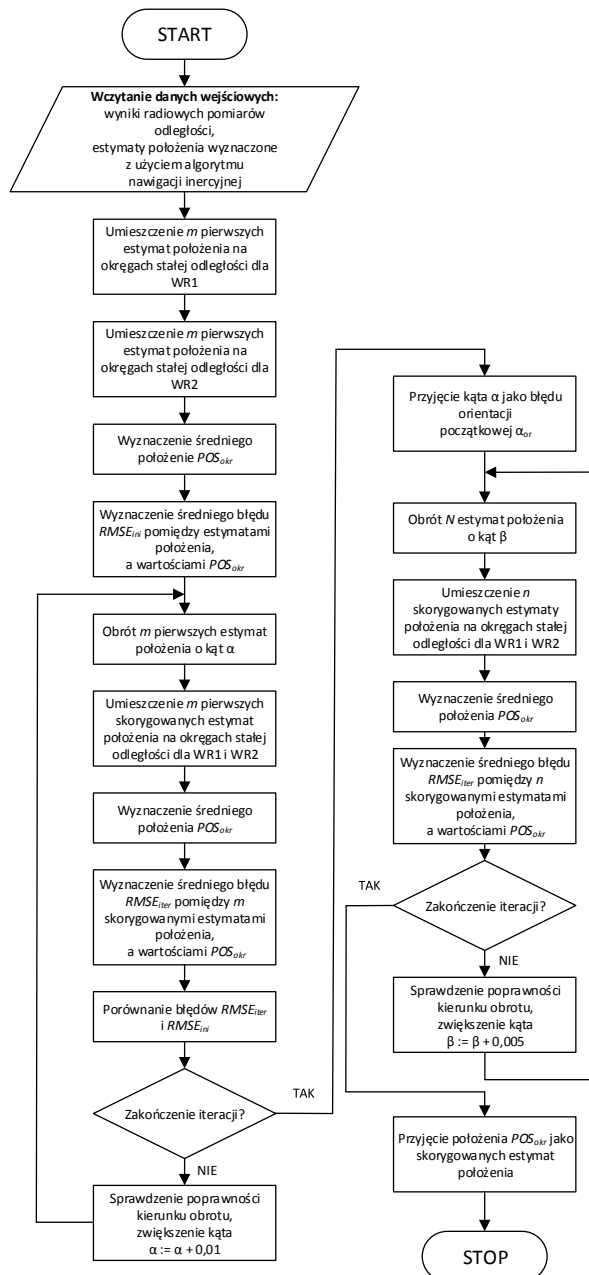 START
Wczytanie danych wejściowych:
wyniki radiowych pomiarów
odległości,
estymaty położenia wyznaczone
z użyciem algorytmu
nawigacji inercyjnej
Umieszczenie m pierwszych
estymat położenia na
okręgach stałej odległości dla
WR1
Umieszczenie m pierwszych
estymat położenia na
okręgach stałej odległości dla
WR2
Wyznaczenie średniego
położenie POSokr
Wyznaczenie średniego błędu
RMSEini pomiędzy estymatami
położenia,
a wartościami POSokr
Obrót m pierwszych estymat
położenia o kąt α
Umieszczenie m pierwszych
skorygowanych estymat
położenia na okręgach stałej
odległości dla WR1 i WR2
Wyznaczenie średniego
położenia POSokr
Wyznaczenie średniego błędu
RMSEiter pomiędzy m
skorygowanymi estymatami
położenia,
a wartościami POSokr
Porównanie błędów RMSEiter
i RMSEini
Zakończenie iteracji?
TAK
NIE
Sprawdzenie poprawności
kierunku obrotu,
zwiększenie kąta
α := α + 0,01
Przyjęcie kąta α jako błędu
orientacji
początkowej αor
Obrót N estymat położenia
o kąt β
Umieszczenie n
skorygowanych estymaty
położenia na okręgach stałej
odległości dla WR1 i WR2
Wyznaczenie średniego
położenia POSokr
Wyznaczenie średniego błędu
RMSEiter pomiędzy n
skorygowanymi estymatami
położenia,
a wartościami POSokr
TAK
Zakończenie iteracji?
NIE
Sprawdzenie poprawności
kierunku obrotu,
zwiększenie kąta
β := β + 0,005
Przyjęcie położenia POSokr jako
skorygowanych estymat
położenia
STOP